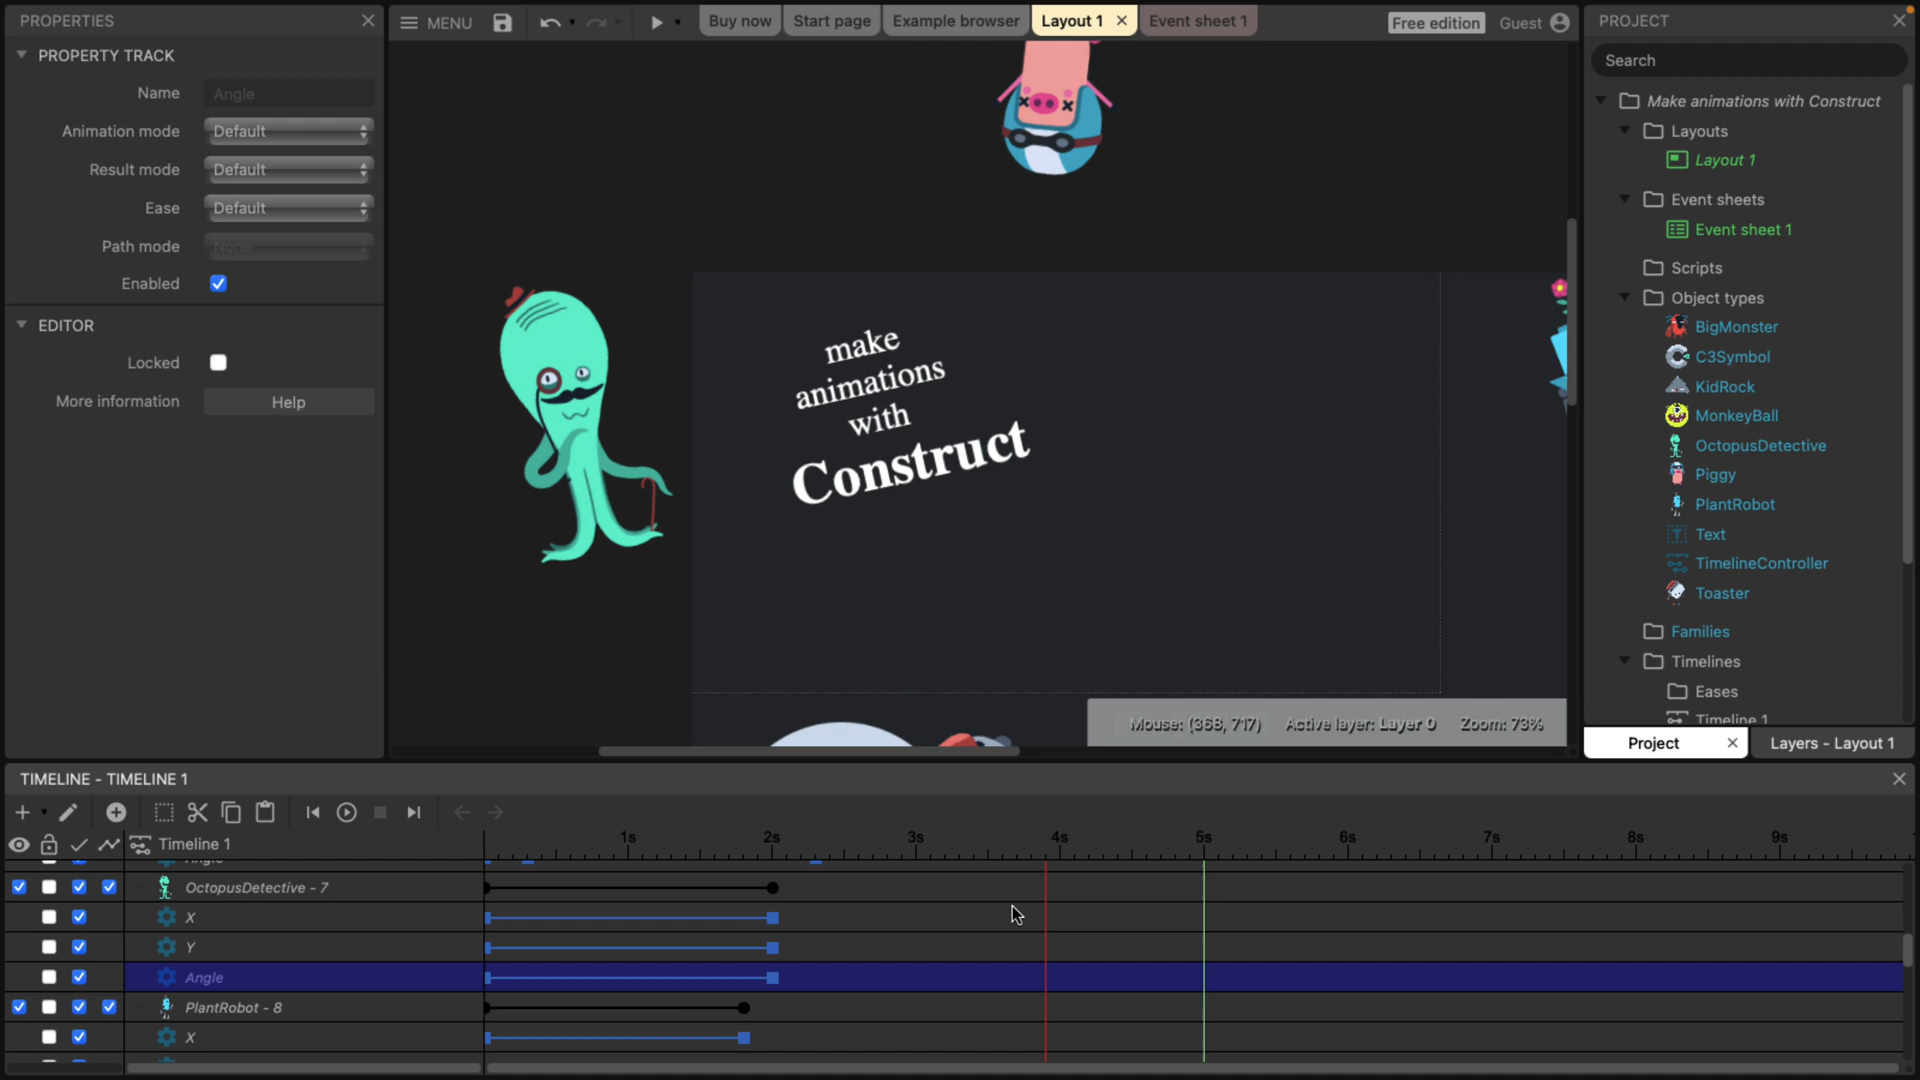 PROPERTIES
PROPERTY TRACK
Name Angle
Animation mode Default
Result mode Default
Ease Default
Path mode None
Enabled
EDITOR
Locked
More information Help
MENU
Buy now
Start page
Example browser
Layout 1
Event sheet 1
Free edition
Guest
make
animations
with
Construct
Mouse: (368, 717) Active layer: Layer 0 Zoom: 73%
PROJECT
Search
Make animations with Construct
Layouts
Layout 1
Event sheets
Event sheet 1
Scripts
Object types
BigMonster
C3Symbol
KidRock
MonkeyBall
OctopusDetective
Piggy
PlantRobot
Text
TimelineController
Toaster
Families
Timelines
Eases
Timeline 1
Project
Layers - Layout 1
TIMELINE - TIMELINE 1
Timeline 1
1s 2s 3s 4s 5s 6s 7s 8s 9s
Angle
OctopusDetective - 7
X
Y
Angle
PlantRobot - 8
X